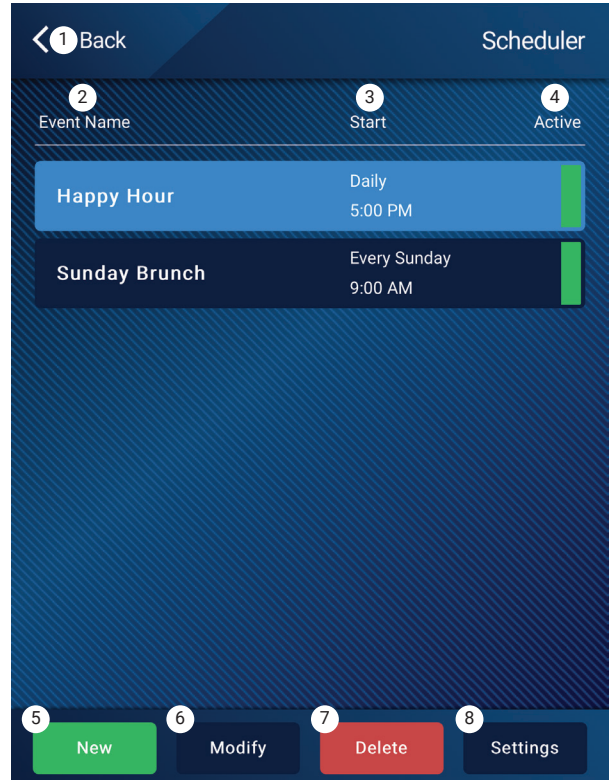 1 Back Scheduler
2 3 4
Event Name Start Active
Happy Hour Daily
5:00 PM
Sunday Brunch Every Sunday
9:00 AM
5 6 7 8
New Modify Delete Settings